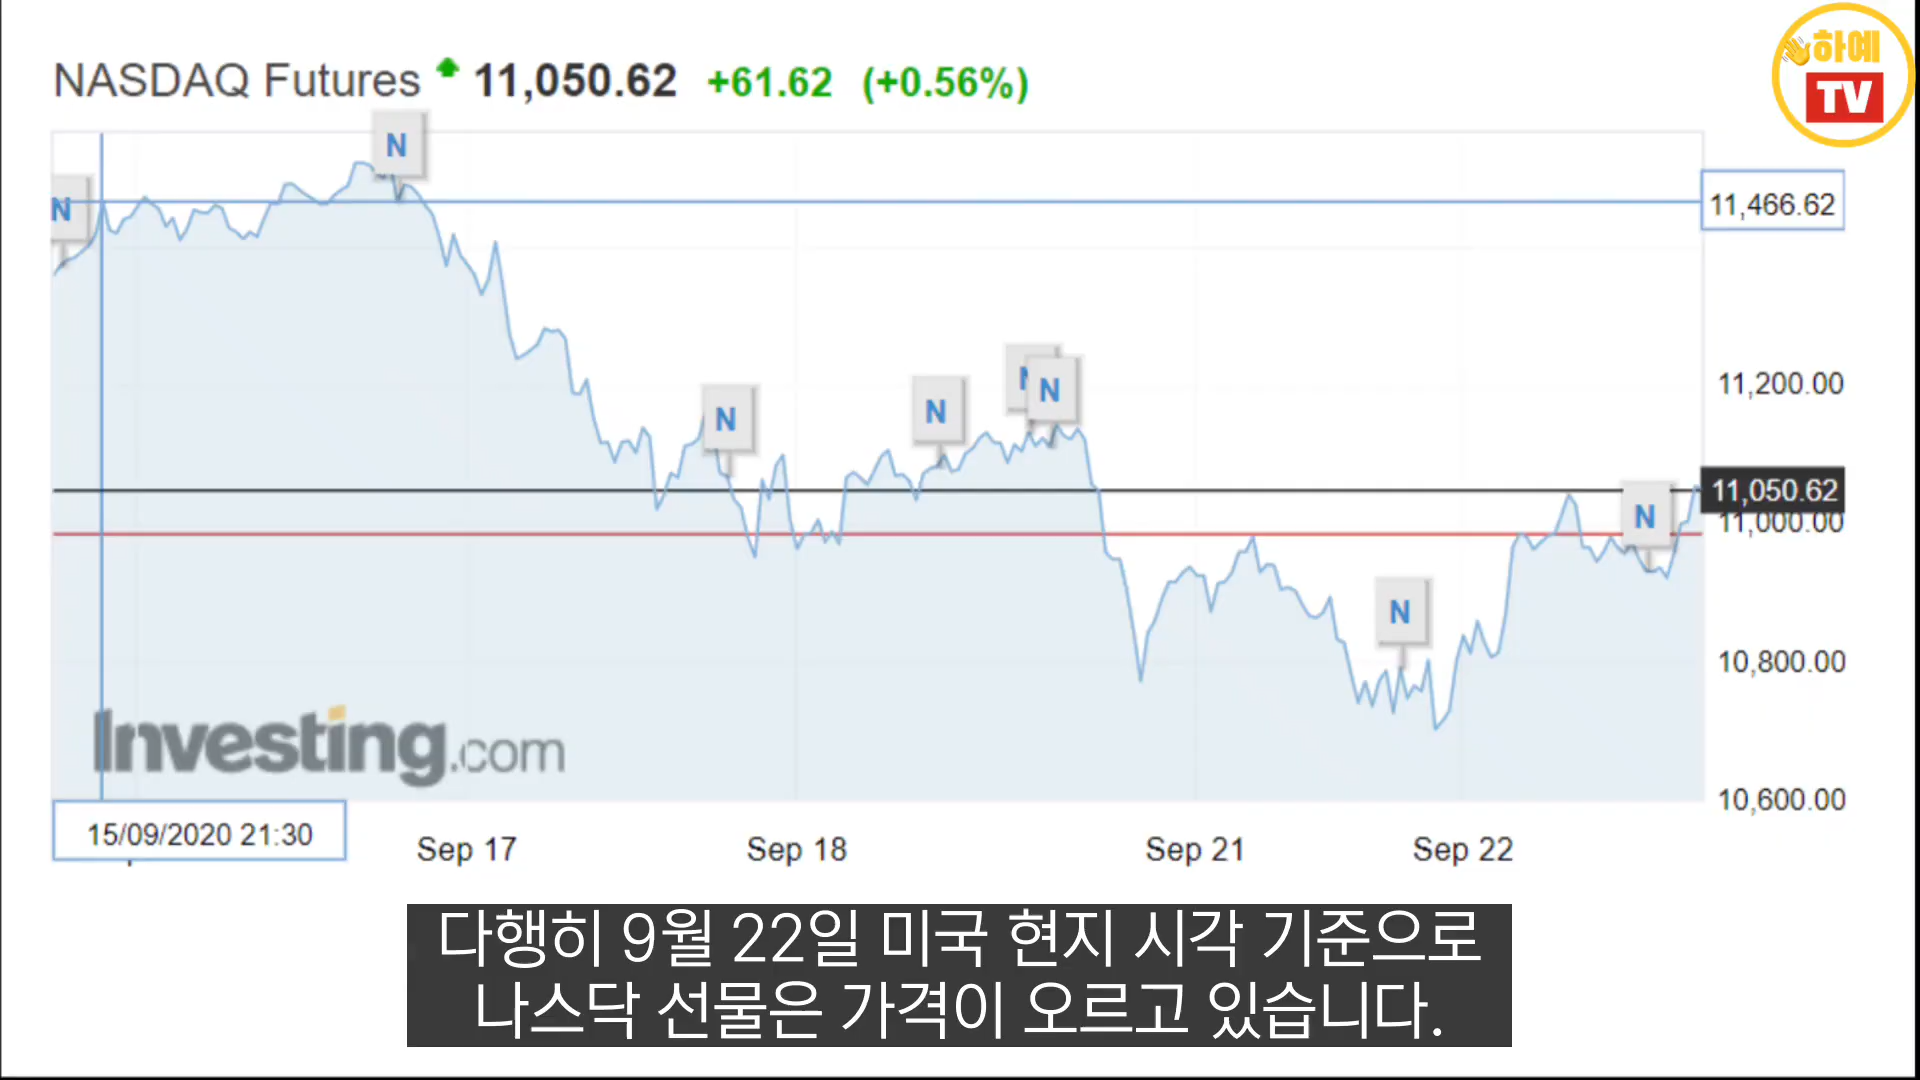 NASDAQ Futures 11,050.62 +61.62 (+0.56%)
하예
TV
N
N
11,466.62
N
N
N
N
N
N
11,200.00
11,050.62
11,000.00
10,800.00
10,600.00
Investing.com
15/09/2020 21:30
Sep 17
Sep 18
Sep 21
Sep 22
다행히 9월 22일 미국 현지 시각 기준으로
나스닥 선물은 가격이 오르고 있습니다.